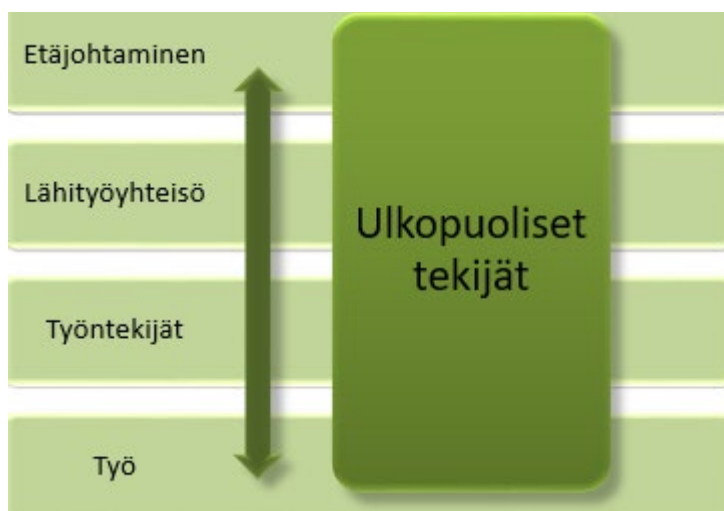 Etäjohtaminen
Lähityöyhteisö
Ulkopuoliset
tekijät
Työntekijät
Työ